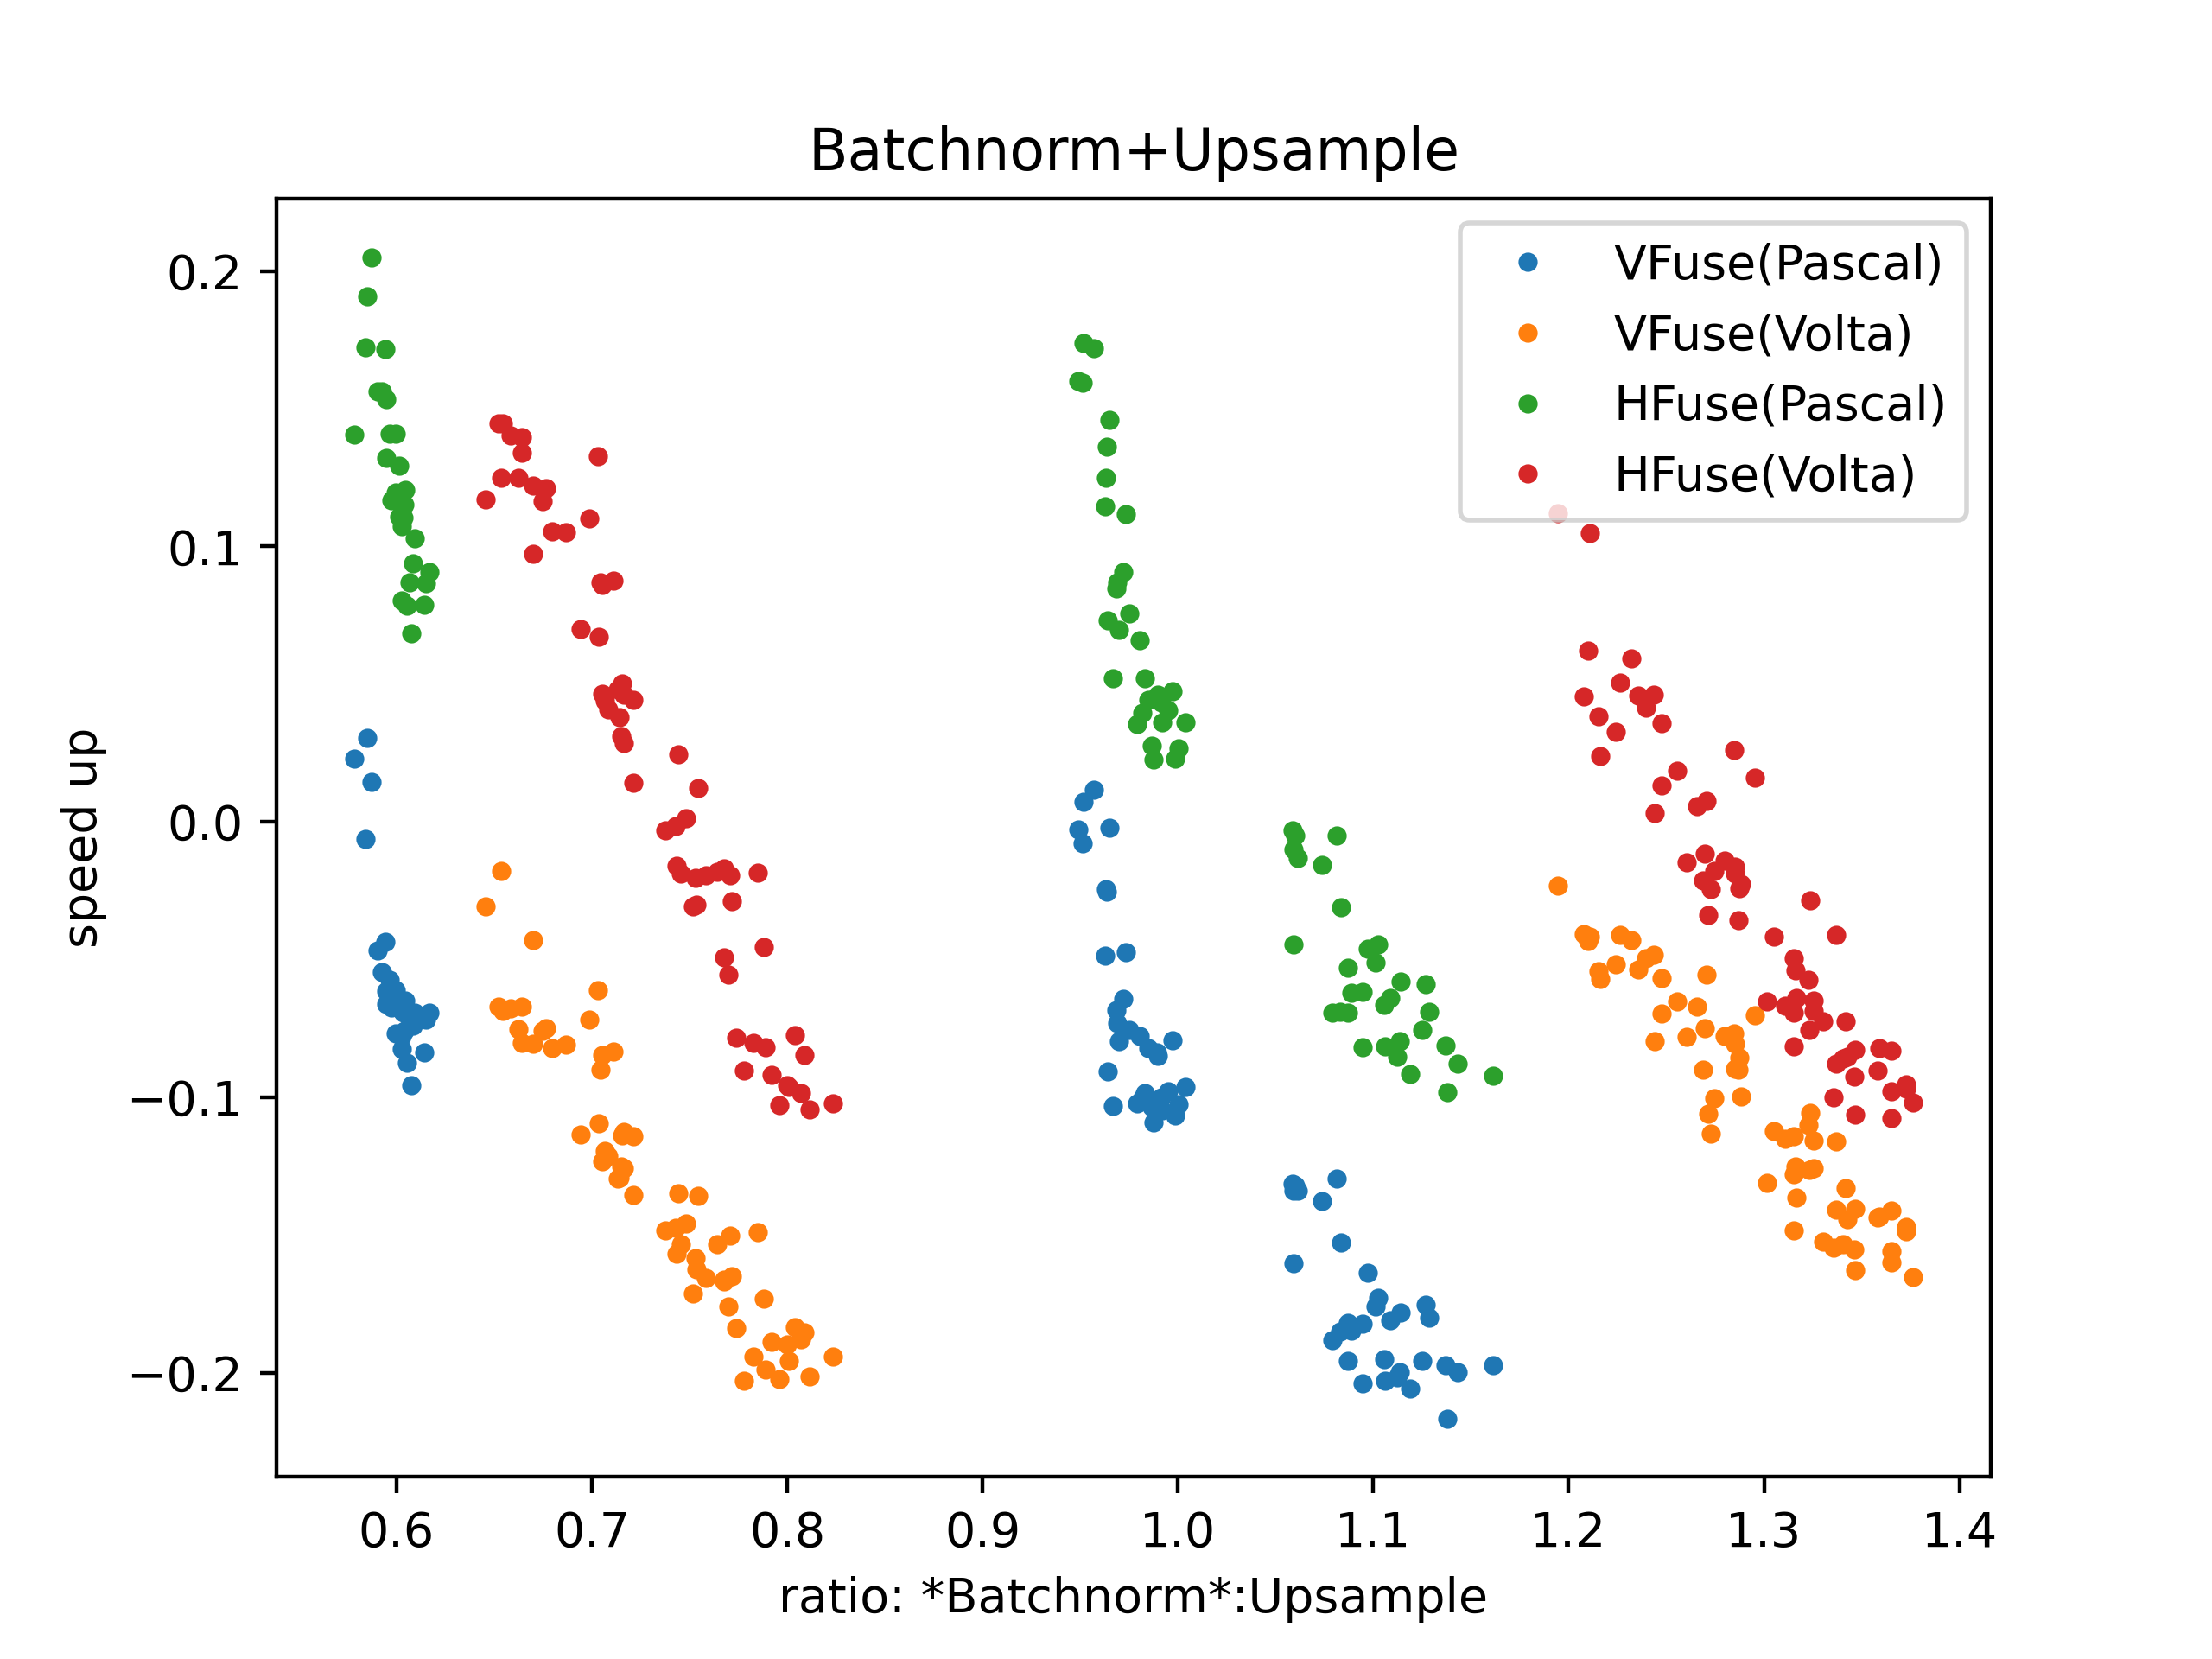 Batchnorm+Upsample
VFuse(Pascal)
VFuse(Volta)
HFuse(Pascal)
HFuse(Volta)
speed up
0.2
0.1
0.0
−0.1
−0.2
0.6 0.7 0.8 0.9 1.0 1.1 1.2 1.3 1.4
ratio: *Batchnorm*:Upsample